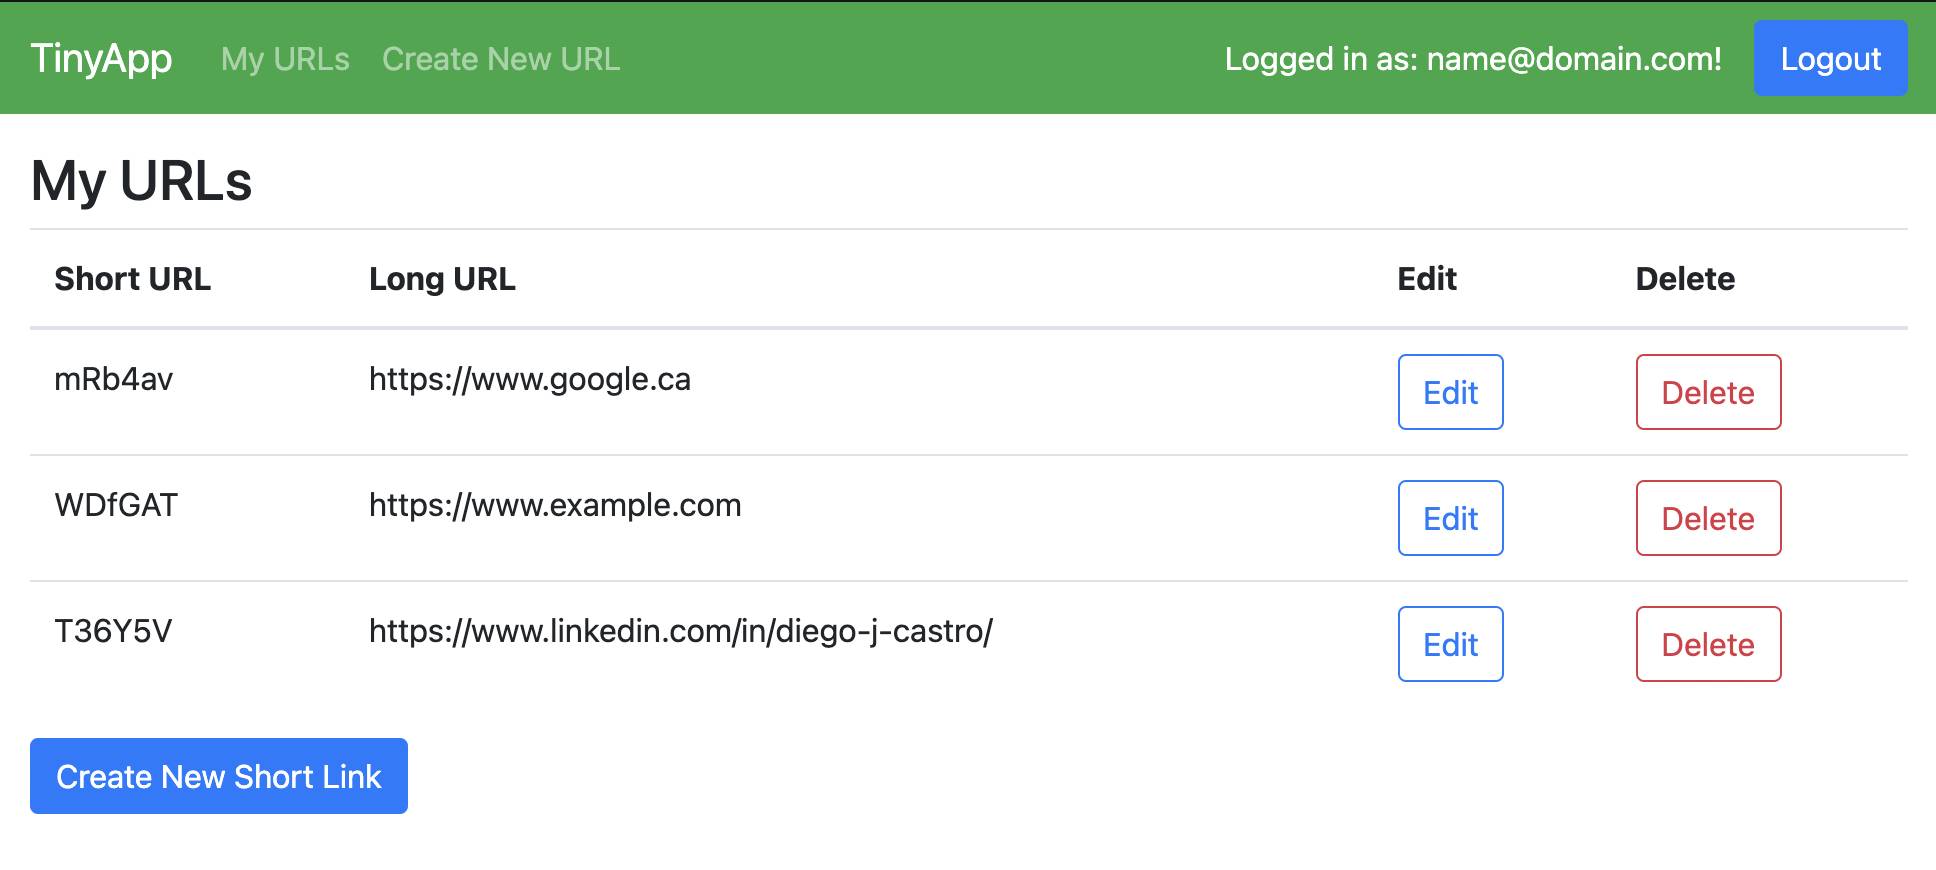 TinyApp My URLs Create New URL Logged in as: name@domain.com! Logout
My URLs
Short URL Long URL Edit Delete
mRb4av https://www.google.ca Edit Delete
WDfGAT https://www.example.com Edit Delete
T36Y5V https://www.linkedin.com/in/diego-j-castro/ Edit Delete
Create New Short Link